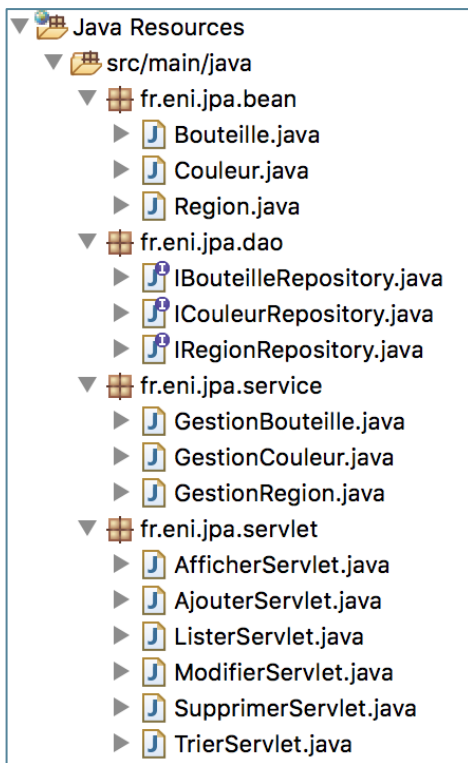 Java Resources
src/main/java
fr.eni.jpa.bean
Bouteille.java
Couleur.java
Region.java
fr.eni.jpa.dao
IBouteilleRepository.java
ICouleurRepository.java
IRegionRepository.java
fr.eni.jpa.service
GestionBouteille.java
GestionCouleur.java
GestionRegion.java
fr.eni.jpa.servlet
AfficherServlet.java
AjouterServlet.java
ListerServlet.java
ModifierServlet.java
SupprimerServlet.java
TrierServlet.java